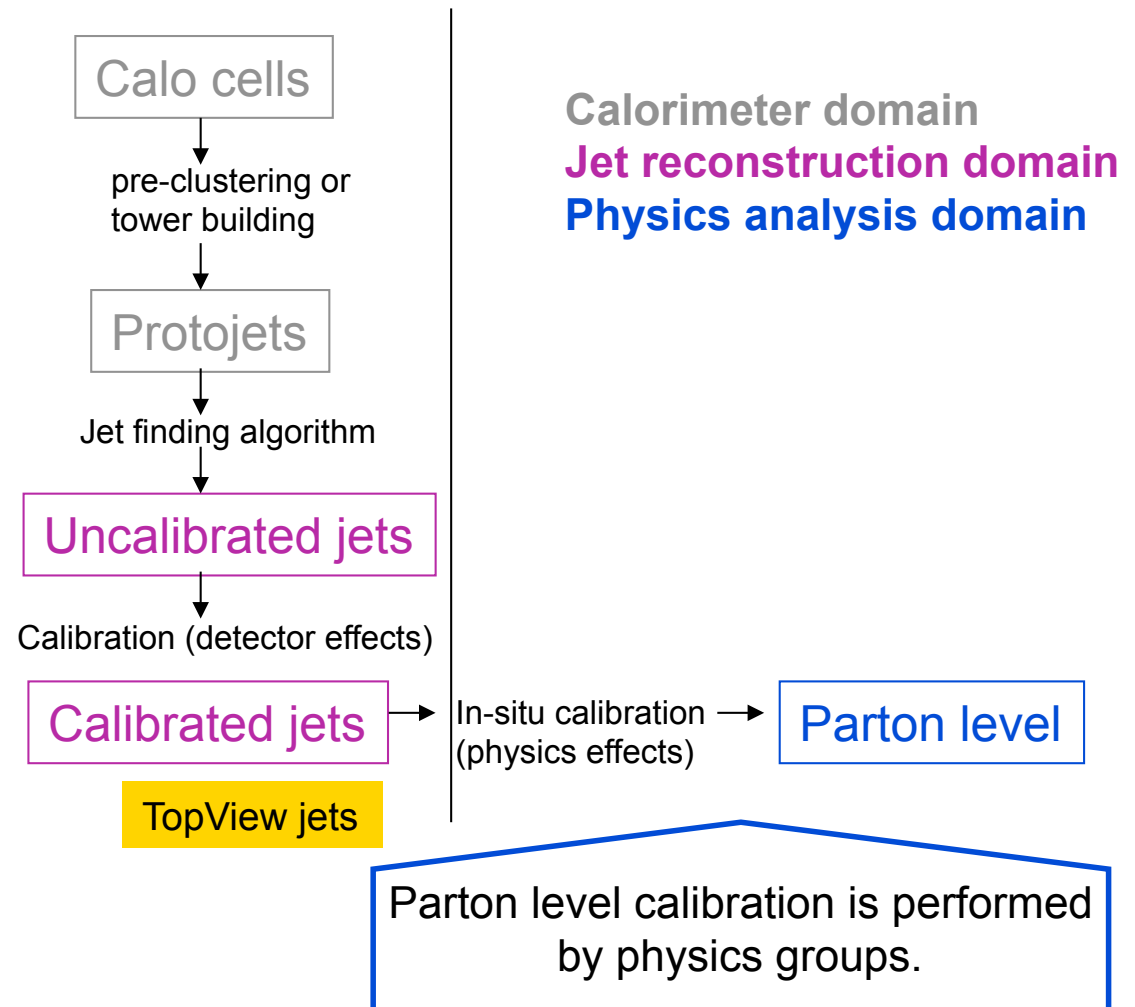 Calo cells
pre-clustering or
tower building
Protojets
Jet finding algorithm
Uncalibrated jets
Calibration (detector effects)
Calibrated jets
TopView jets
In-situ calibration
(physics effects)
Parton level
Calorimeter domain
Jet reconstruction domain
Physics analysis domain
Parton level calibration is performed
by physics groups.